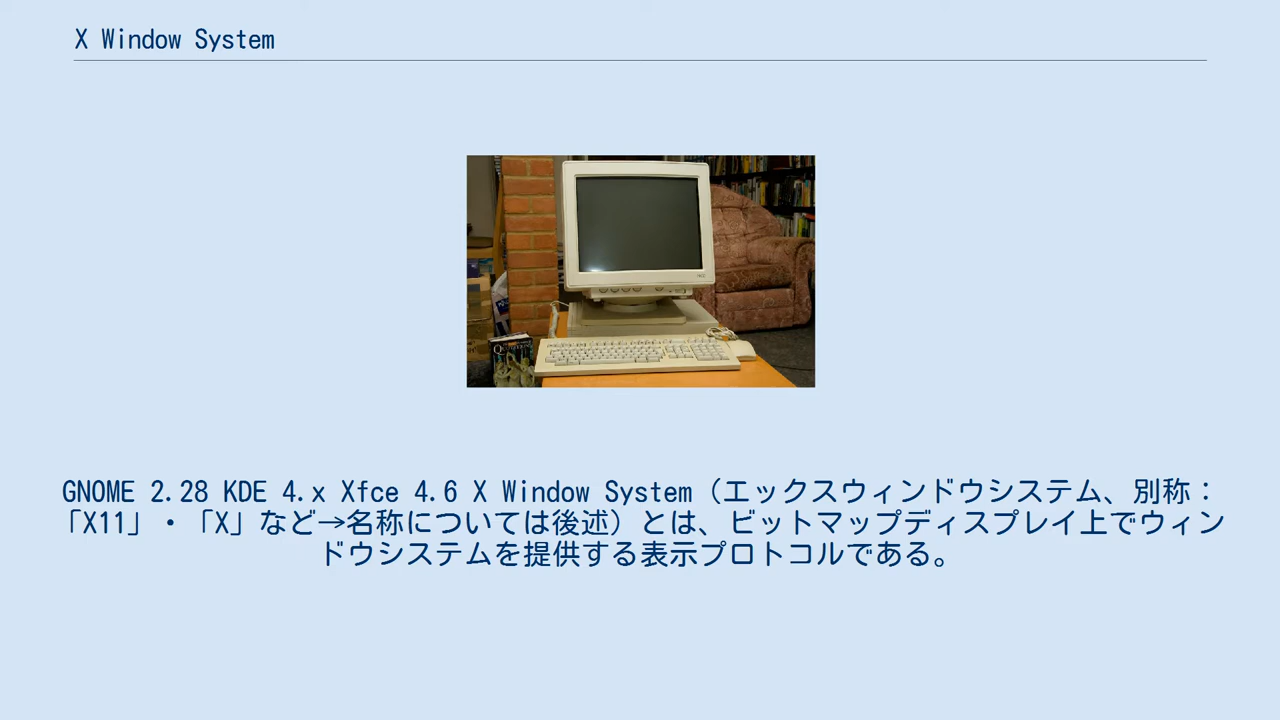 X Window System
GNOME 2.28 KDE 4.x Xfce 4.6 X Window System（エックスウィンドウシステム、別称：
「X11」・「X」など→名称については後述）とは、ビットマップディスプレイ上でウィン
ドウシステムを提供する表示プロトコルである。